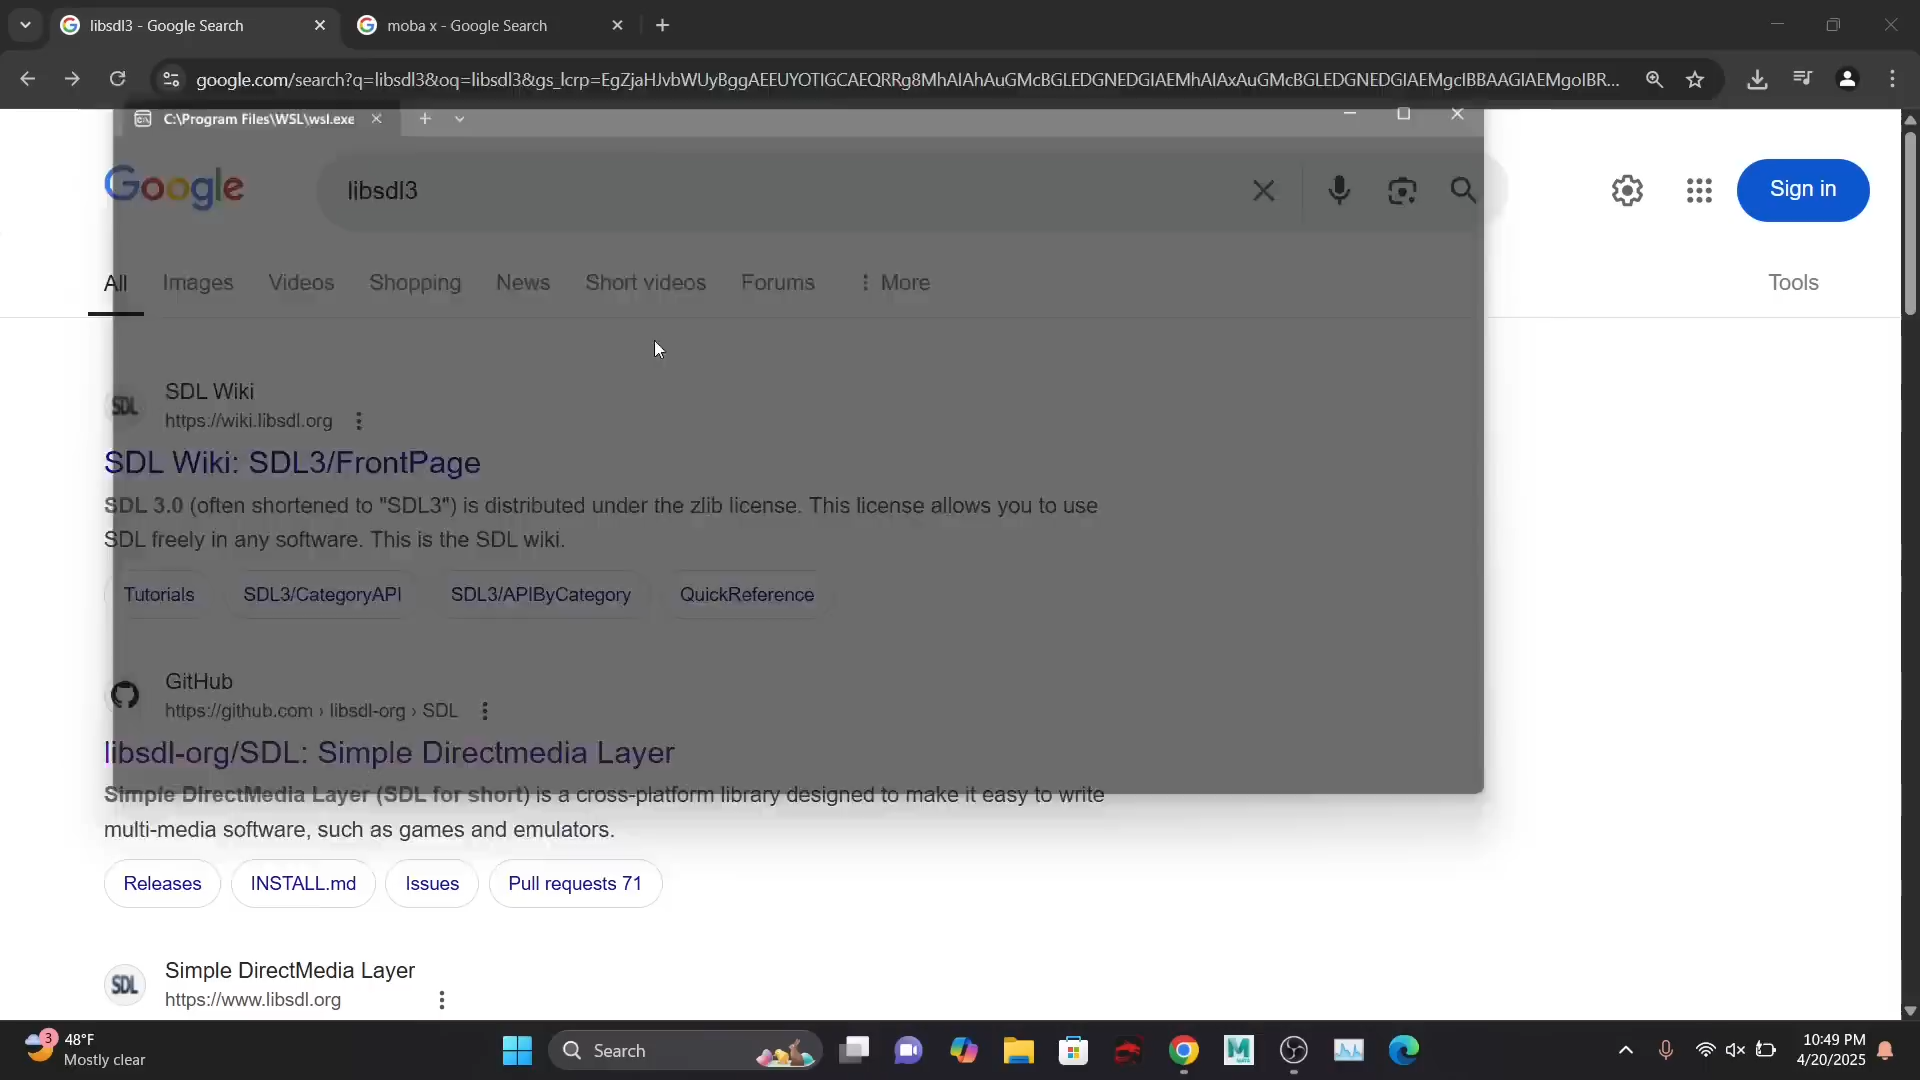 libsdl3 - Google Search
moba x - Google Search
google.com/search?q=libsdl3&oq=libsdl3&gs_lcrp=EgZjaHJvbWUyBggAEEUYOTIGCAEQRRg8MhAIAhAuGMcBGLEDGNEDGIAEMhAIAxAuGMcBGLEDGNEDGIAEMgcIBBAAGIAEMgoIBR...
C:\Program Files\WSL\wsl.exe
Google
libsdl3
Sign in
All Images Videos Shopping News Short videos Forums More
Tools
SDL
SDL Wiki
https://wiki.libsdl.org
SDL Wiki: SDL3/FrontPage
SDL 3.0 (often shortened to "SDL3") is distributed under the zlib license. This license allows you to use
SDL freely in any software. This is the SDL wiki.
Tutorials SDL3/CategoryAPI SDL3/APIByCategory QuickReference
GitHub
https://github.com › libsdl-org › SDL
libsdl-org/SDL: Simple Directmedia Layer
Simple DirectMedia Layer (SDL for short) is a cross-platform library designed to make it easy to write
multi-media software, such as games and emulators.
Releases INSTALL.md Issues Pull requests 71
SDL
Simple DirectMedia Layer
https://www.libsdl.org
3
48°F
Mostly clear
Search
M
10:49 PM
4/20/2025